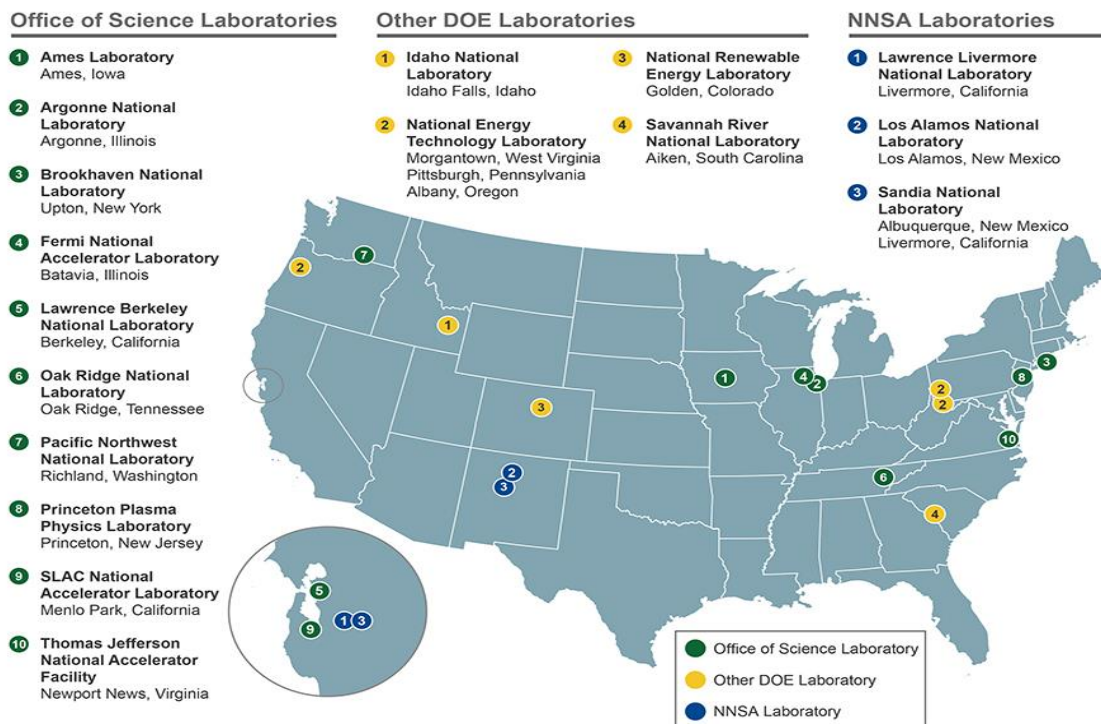 Office of Science Laboratories
1 Ames Laboratory
Ames, Iowa
2 Argonne National
Laboratory
Argonne, Illinois
3 Brookhaven National
Laboratory
Upton, New York
4 Fermi National
Accelerator Laboratory
Batavia, Illinois
5 Lawrence Berkeley
National Laboratory
Berkeley, California
6 Oak Ridge National
Laboratory
Oak Ridge, Tennessee
7 Pacific Northwest
National Laboratory
Richland, Washington
8 Princeton Plasma
Physics Laboratory
Princeton, New Jersey
9 SLAC National
Accelerator Laboratory
Menlo Park, California
10 Thomas Jefferson
National Accelerator
Facility
Newport News, Virginia
Other DOE Laboratories
1 Idaho National
Laboratory
Idaho Falls, Idaho
2 National Energy
Technology Laboratory
Morgantown, West Virginia
Pittsburgh, Pennsylvania
Albany, Oregon
3 National Renewable
Energy Laboratory
Golden, Colorado
4 Savannah River
National Laboratory
Aiken, South Carolina
NNSA Laboratories
1 Lawrence Livermore
National Laboratory
Livermore, California
2 Los Alamos National
Laboratory
Los Alamos, New Mexico
3 Sandia National
Laboratory
Albuquerque, New Mexico
Livermore, California
7
2
1
3
1
4
2
2
2
8
3
10
2
3
6
4
5
1
3
9
Office of Science Laboratory
Other DOE Laboratory
NNSA Laboratory